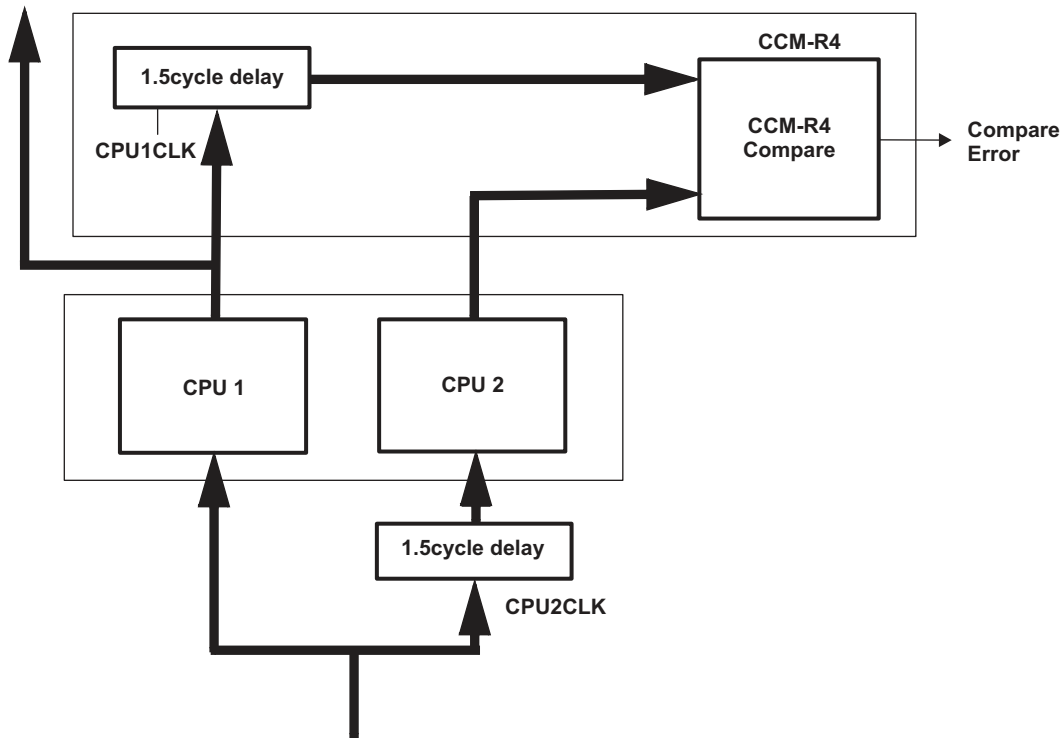 CCM-R4
1.5cycle delay
CPU1CLK
CCM-R4
Compare
Compare
Error
CPU 1
CPU 2
1.5cycle delay
CPU2CLK